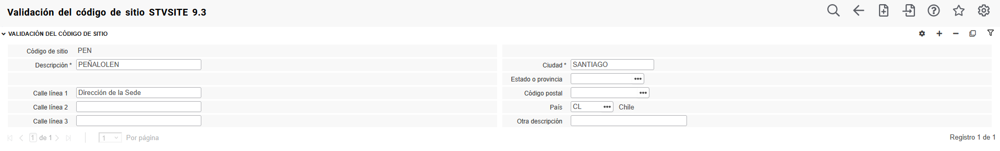 Validación del código de sitio STVSITE 9.3
VALIDACIÓN DEL CÓDIGO DE SITIO
Código de sitio PEN
Descripción * PEÑALOLEN
Ciudad * SANTIAGO
Estado o provincia
Calle línea 1 Dirección de la Sede
Código postal
Calle línea 2
País CL Chile
Calle línea 3
Otra descripción
1 de 1 1 Por página
Registro 1 de 1